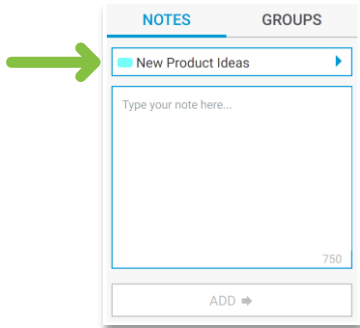 NOTES GROUPS
New Product Ideas
Type your note here...
750
ADD